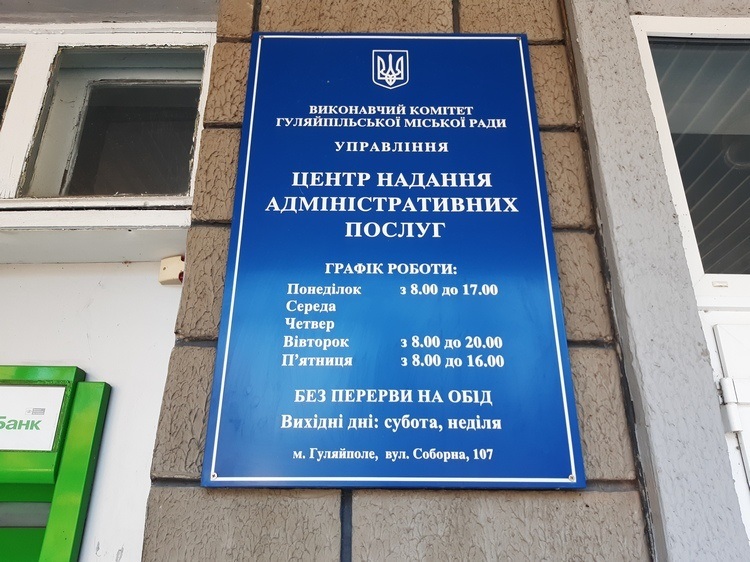 ВИКОНАВЧИЙ КОМІТЕТ
ГУЛЯЙПІЛЬСЬКОЇ МІСЬКОЇ РАДИ
УПРАВЛІННЯ
ЦЕНТР НАДАННЯ
АДМІНІСТРАТИВНИХ
ПОСЛУГ
ГРАФІК РОБОТИ:
Понеділок з 8.00 до 17.00
Середа
Четвер
Вівторок з 8.00 до 20.00
П’ятниця з 8.00 до 16.00
БЕЗ ПЕРЕРВИ НА ОБІД
Вихідні дні: субота, неділя
м. Гуляйполе, вул. Соборна, 107
Банк